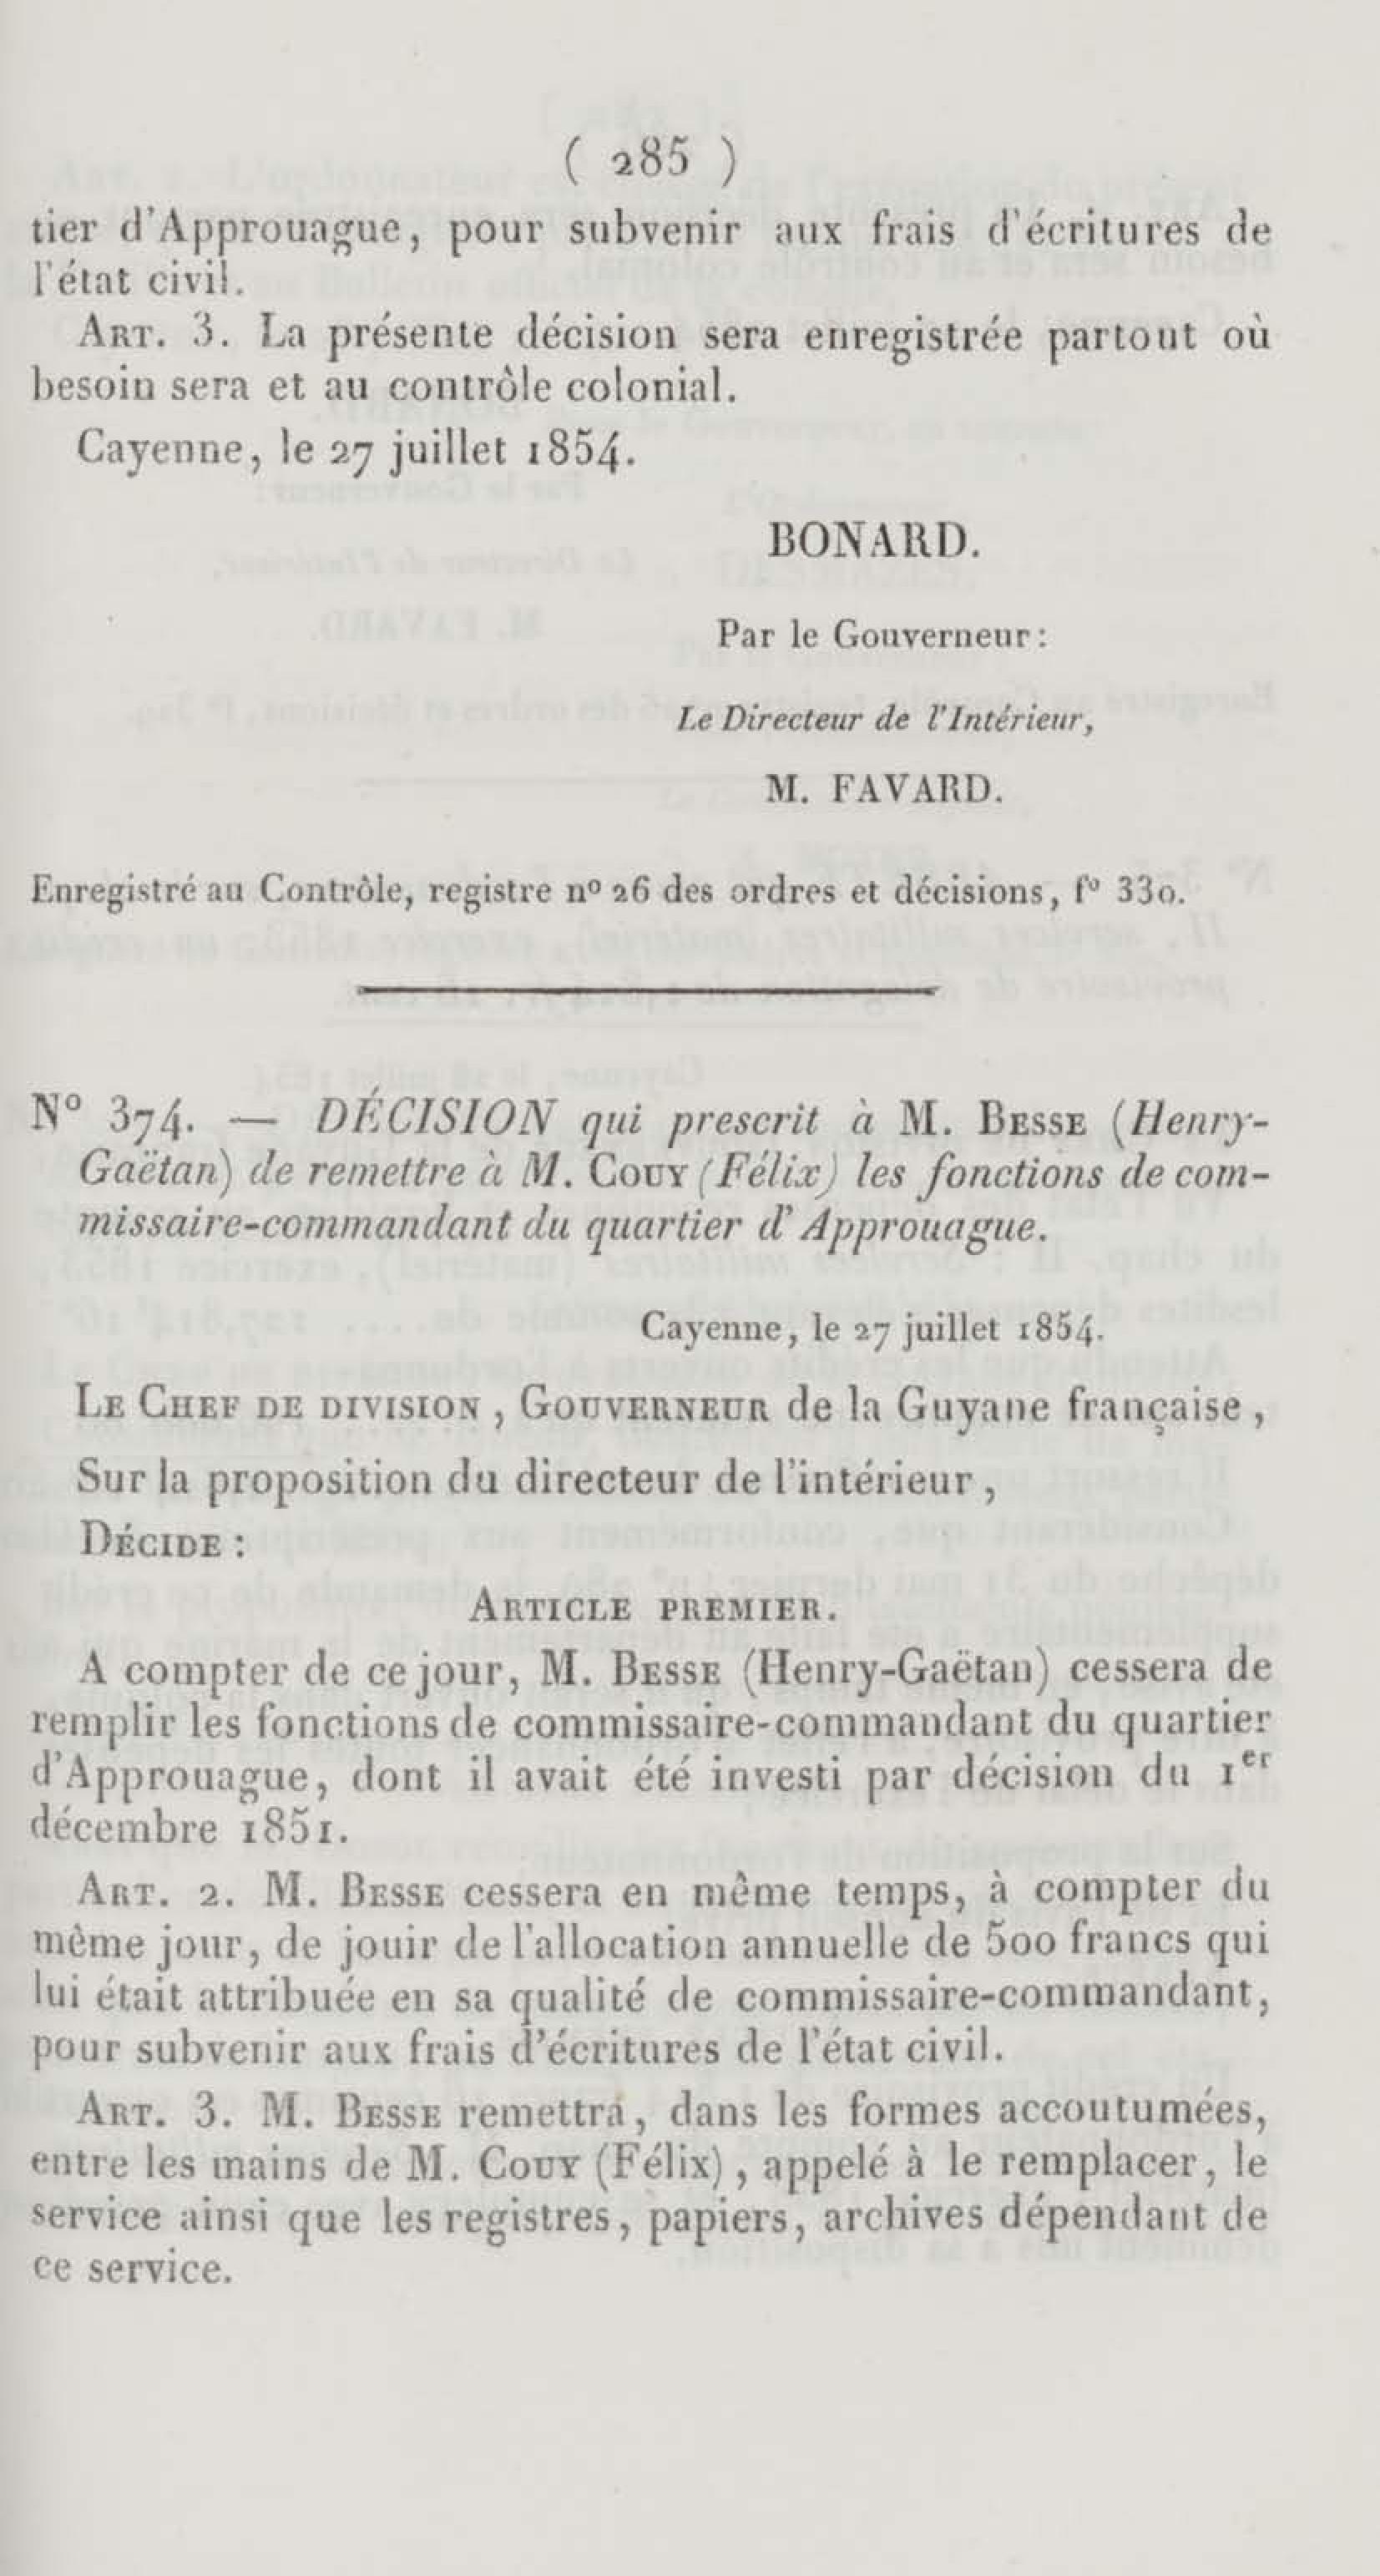 ( 285 )
tier d'Approuague, pour subvenir aux frais d'écritures de
l'état civil.
ART. 3. La présente décision sera enregistrée partout où
besoin sera et au contrôle colonial.
Cayenne, le 27 juillet 1854.
BONARD.
Par le Gouverneur:
Le Directeur de l'Intérieur,
M. FAVARD.
Enregistré au Contrôle, registre nº 26 des ordres et décisions, fº 330.
N° 374. — DÉCISION qui prescrit à M. BESSE (Henry-
Gaëtan) de remettre à M. COUY (Félix) les fonctions de com-
missaire-commandant du quartier d'Approuague.
Cayenne, le 27 juillet 1854.
LE CHEF DE DIVISION, GOUVERNEUR de la Guyane française,
Sur la proposition du directeur de l'intérieur,
DÉCIDE :
ARTICLE PREMIER.
A compter de ce jour, M. BESSE (Henry-Gaëtan) cessera de
remplir les fonctions de commissaire-commandant du quartier
d'Approuague, dont il avait été investi par décision du 1er
décembre 1851.
ART. 2. M. BESSE cessera en même temps, à compter du
même jour, de jouir de l'allocation annuelle de 500 francs qui
lui était attribuée en sa qualité de commissaire-commandant,
pour subvenir aux frais d'écritures de l'état civil.
ART. 3. M. BESSE remettra, dans les formes accoutumées,
entre les mains de M. COUY (Félix), appelé à le remplacer, le
service ainsi que les registres, papiers, archives dépendant de
ce service.